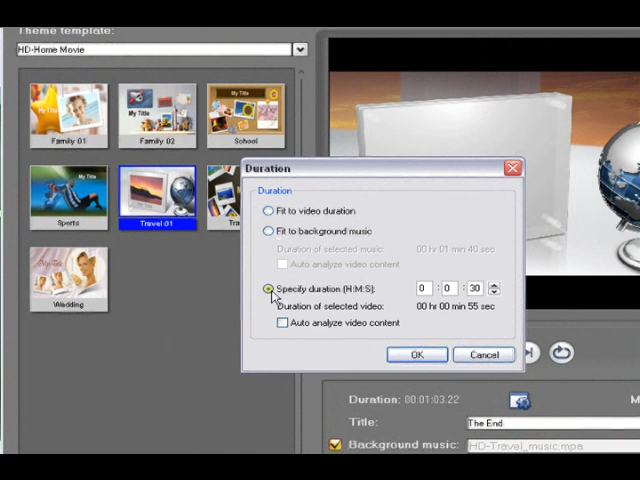 Theme template:
HD-Home Movie
My Title
My Title
Family 01
Family 02
School
My Title
Sports
Travel 01
Tra
Wedding
Duration
Duration
Fit to video duration
Fit to background music
Duration of selected music: 00 hr 01 min 40 sec
Auto analyze video content
Specify duration (H:M:S): 0 : 0 : 30
Duration of selected video: 00 hr 00 min 55 sec
Auto analyze video content
OK Cancel
Duration: 00:01:03.22 M
Title: The End
Background music: HD-Travel_music.mpa